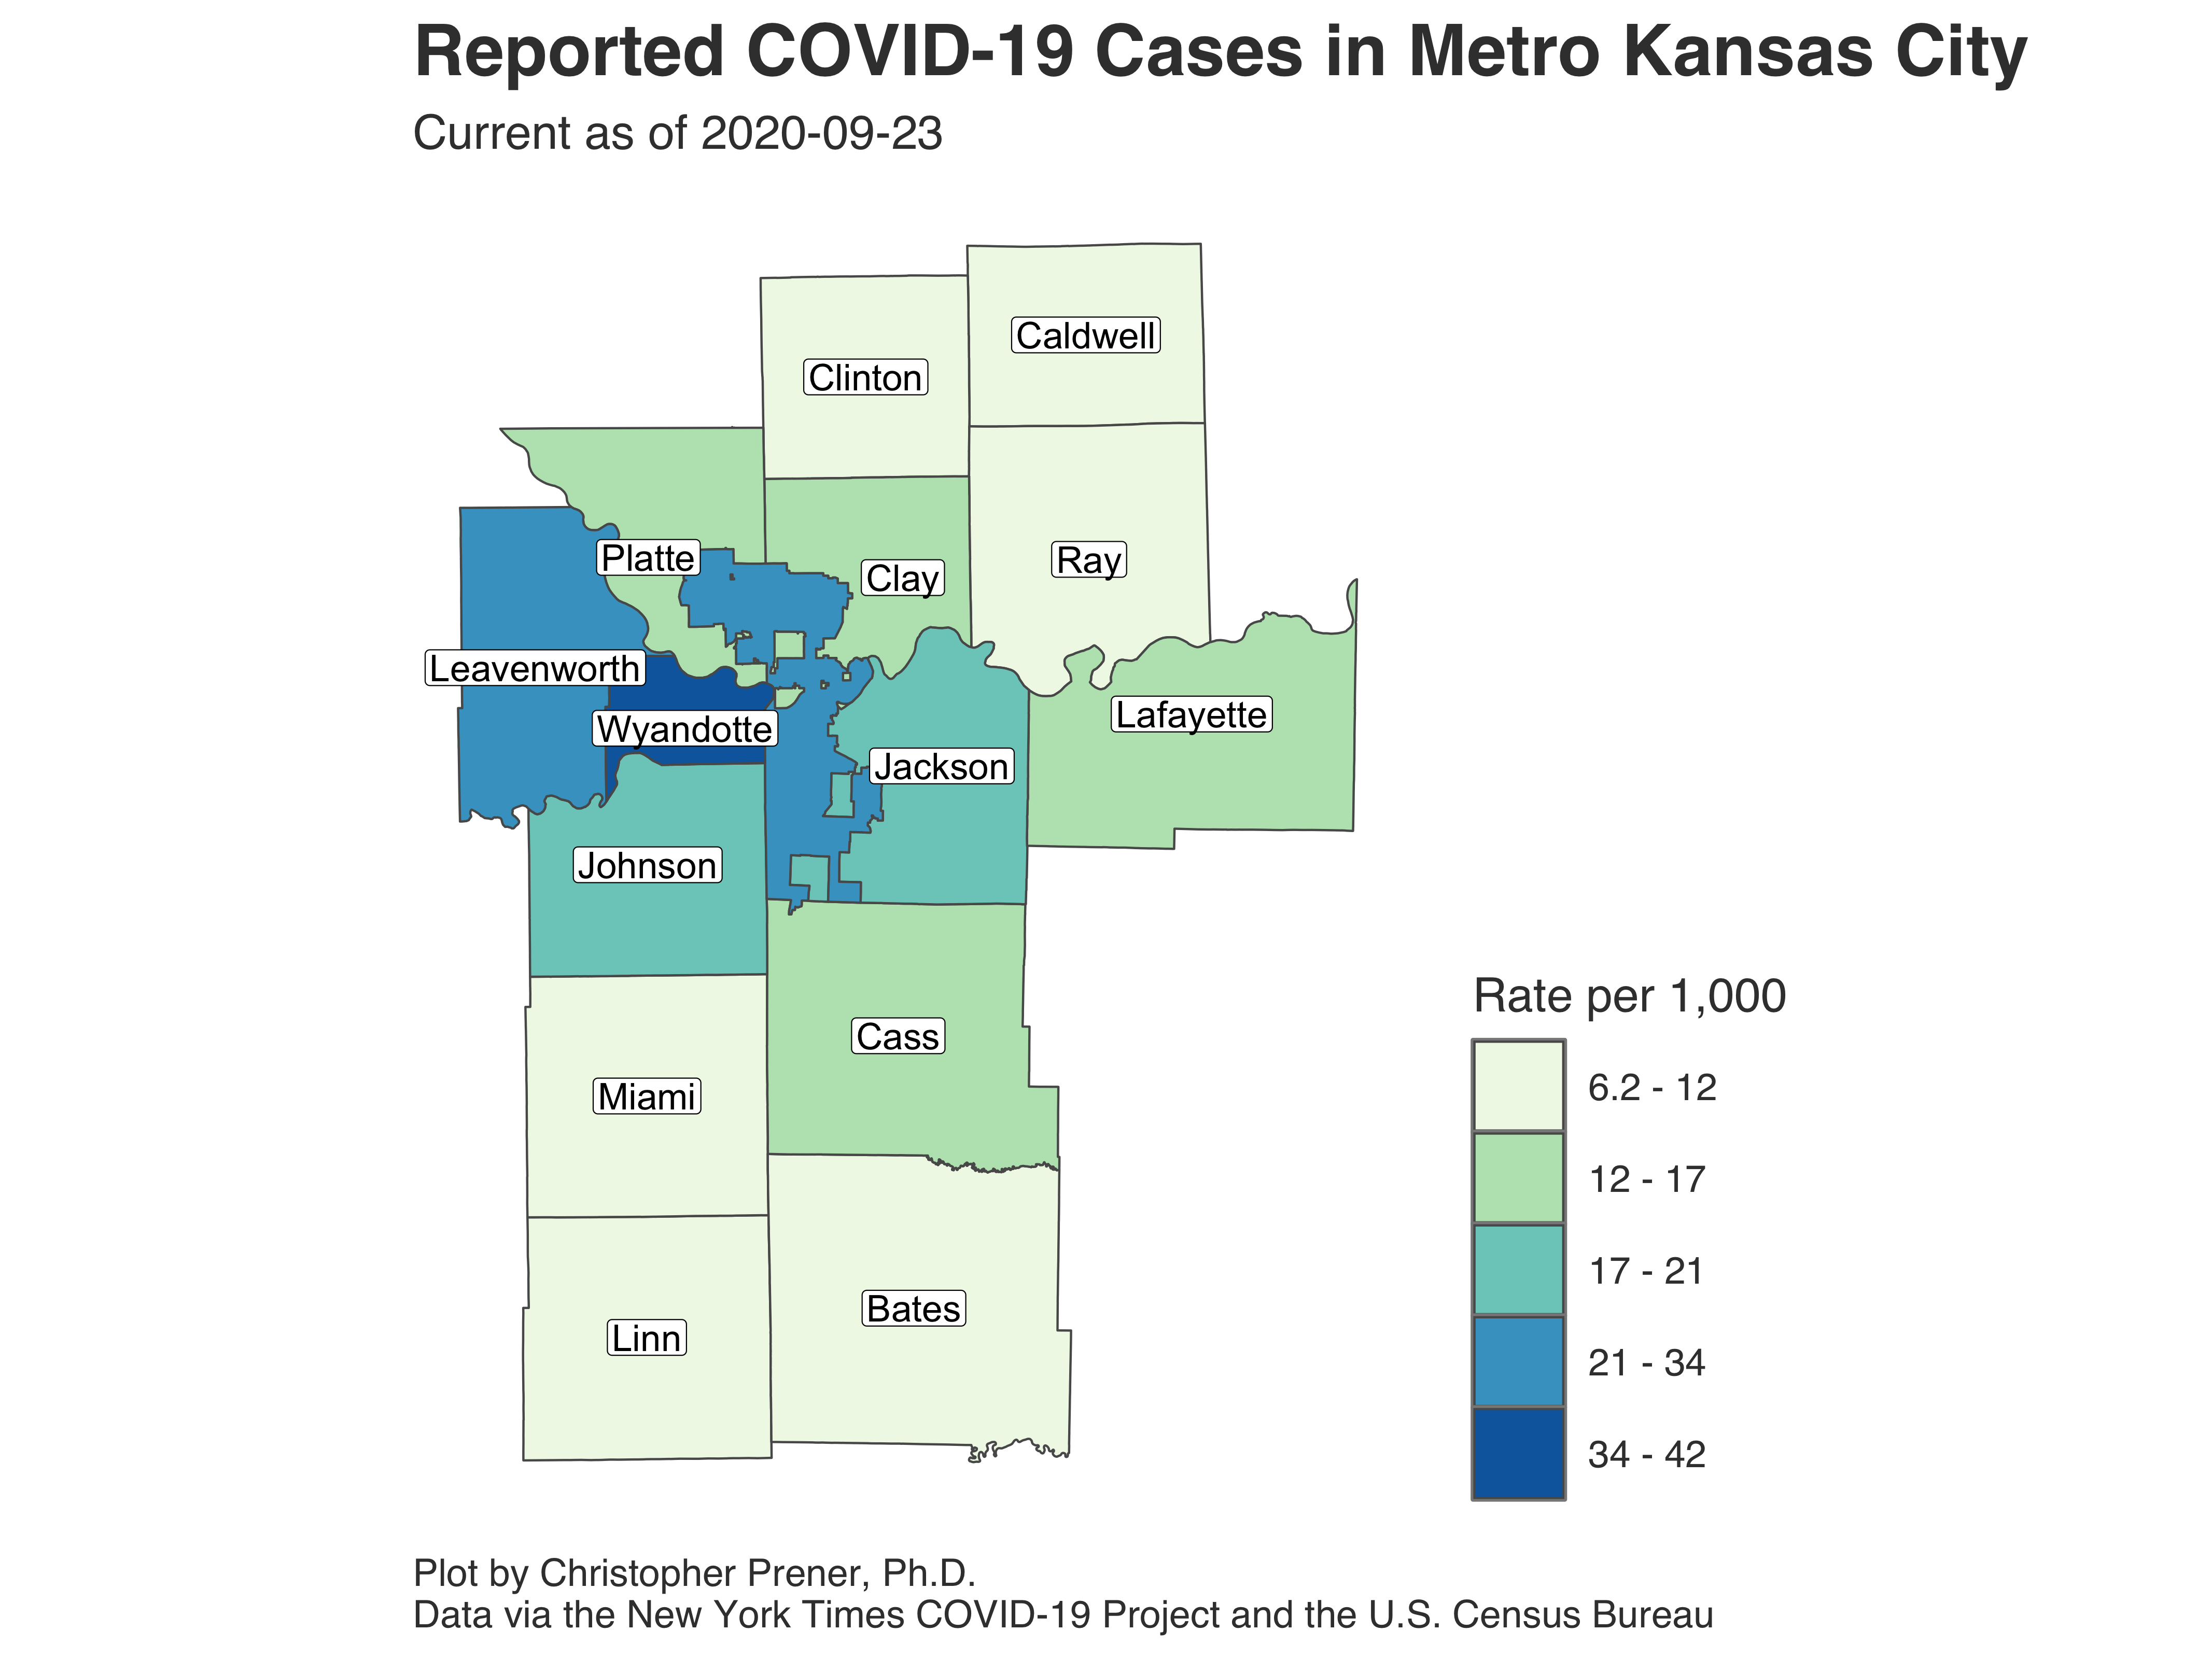 Reported COVID-19 Cases in Metro Kansas City
Current as of 2020-09-23
Caldwell
Clinton
Platte
Ray
Clay
Leavenworth
Lafayette
Wyandotte
Jackson
Johnson
Cass
Miami
Bates
Linn
Rate per 1,000
6.2 - 12
12 - 17
17 - 21
21 - 34
34 - 42
Plot by Christopher Prener, Ph.D.
Data via the New York Times COVID-19 Project and the U.S. Census Bureau